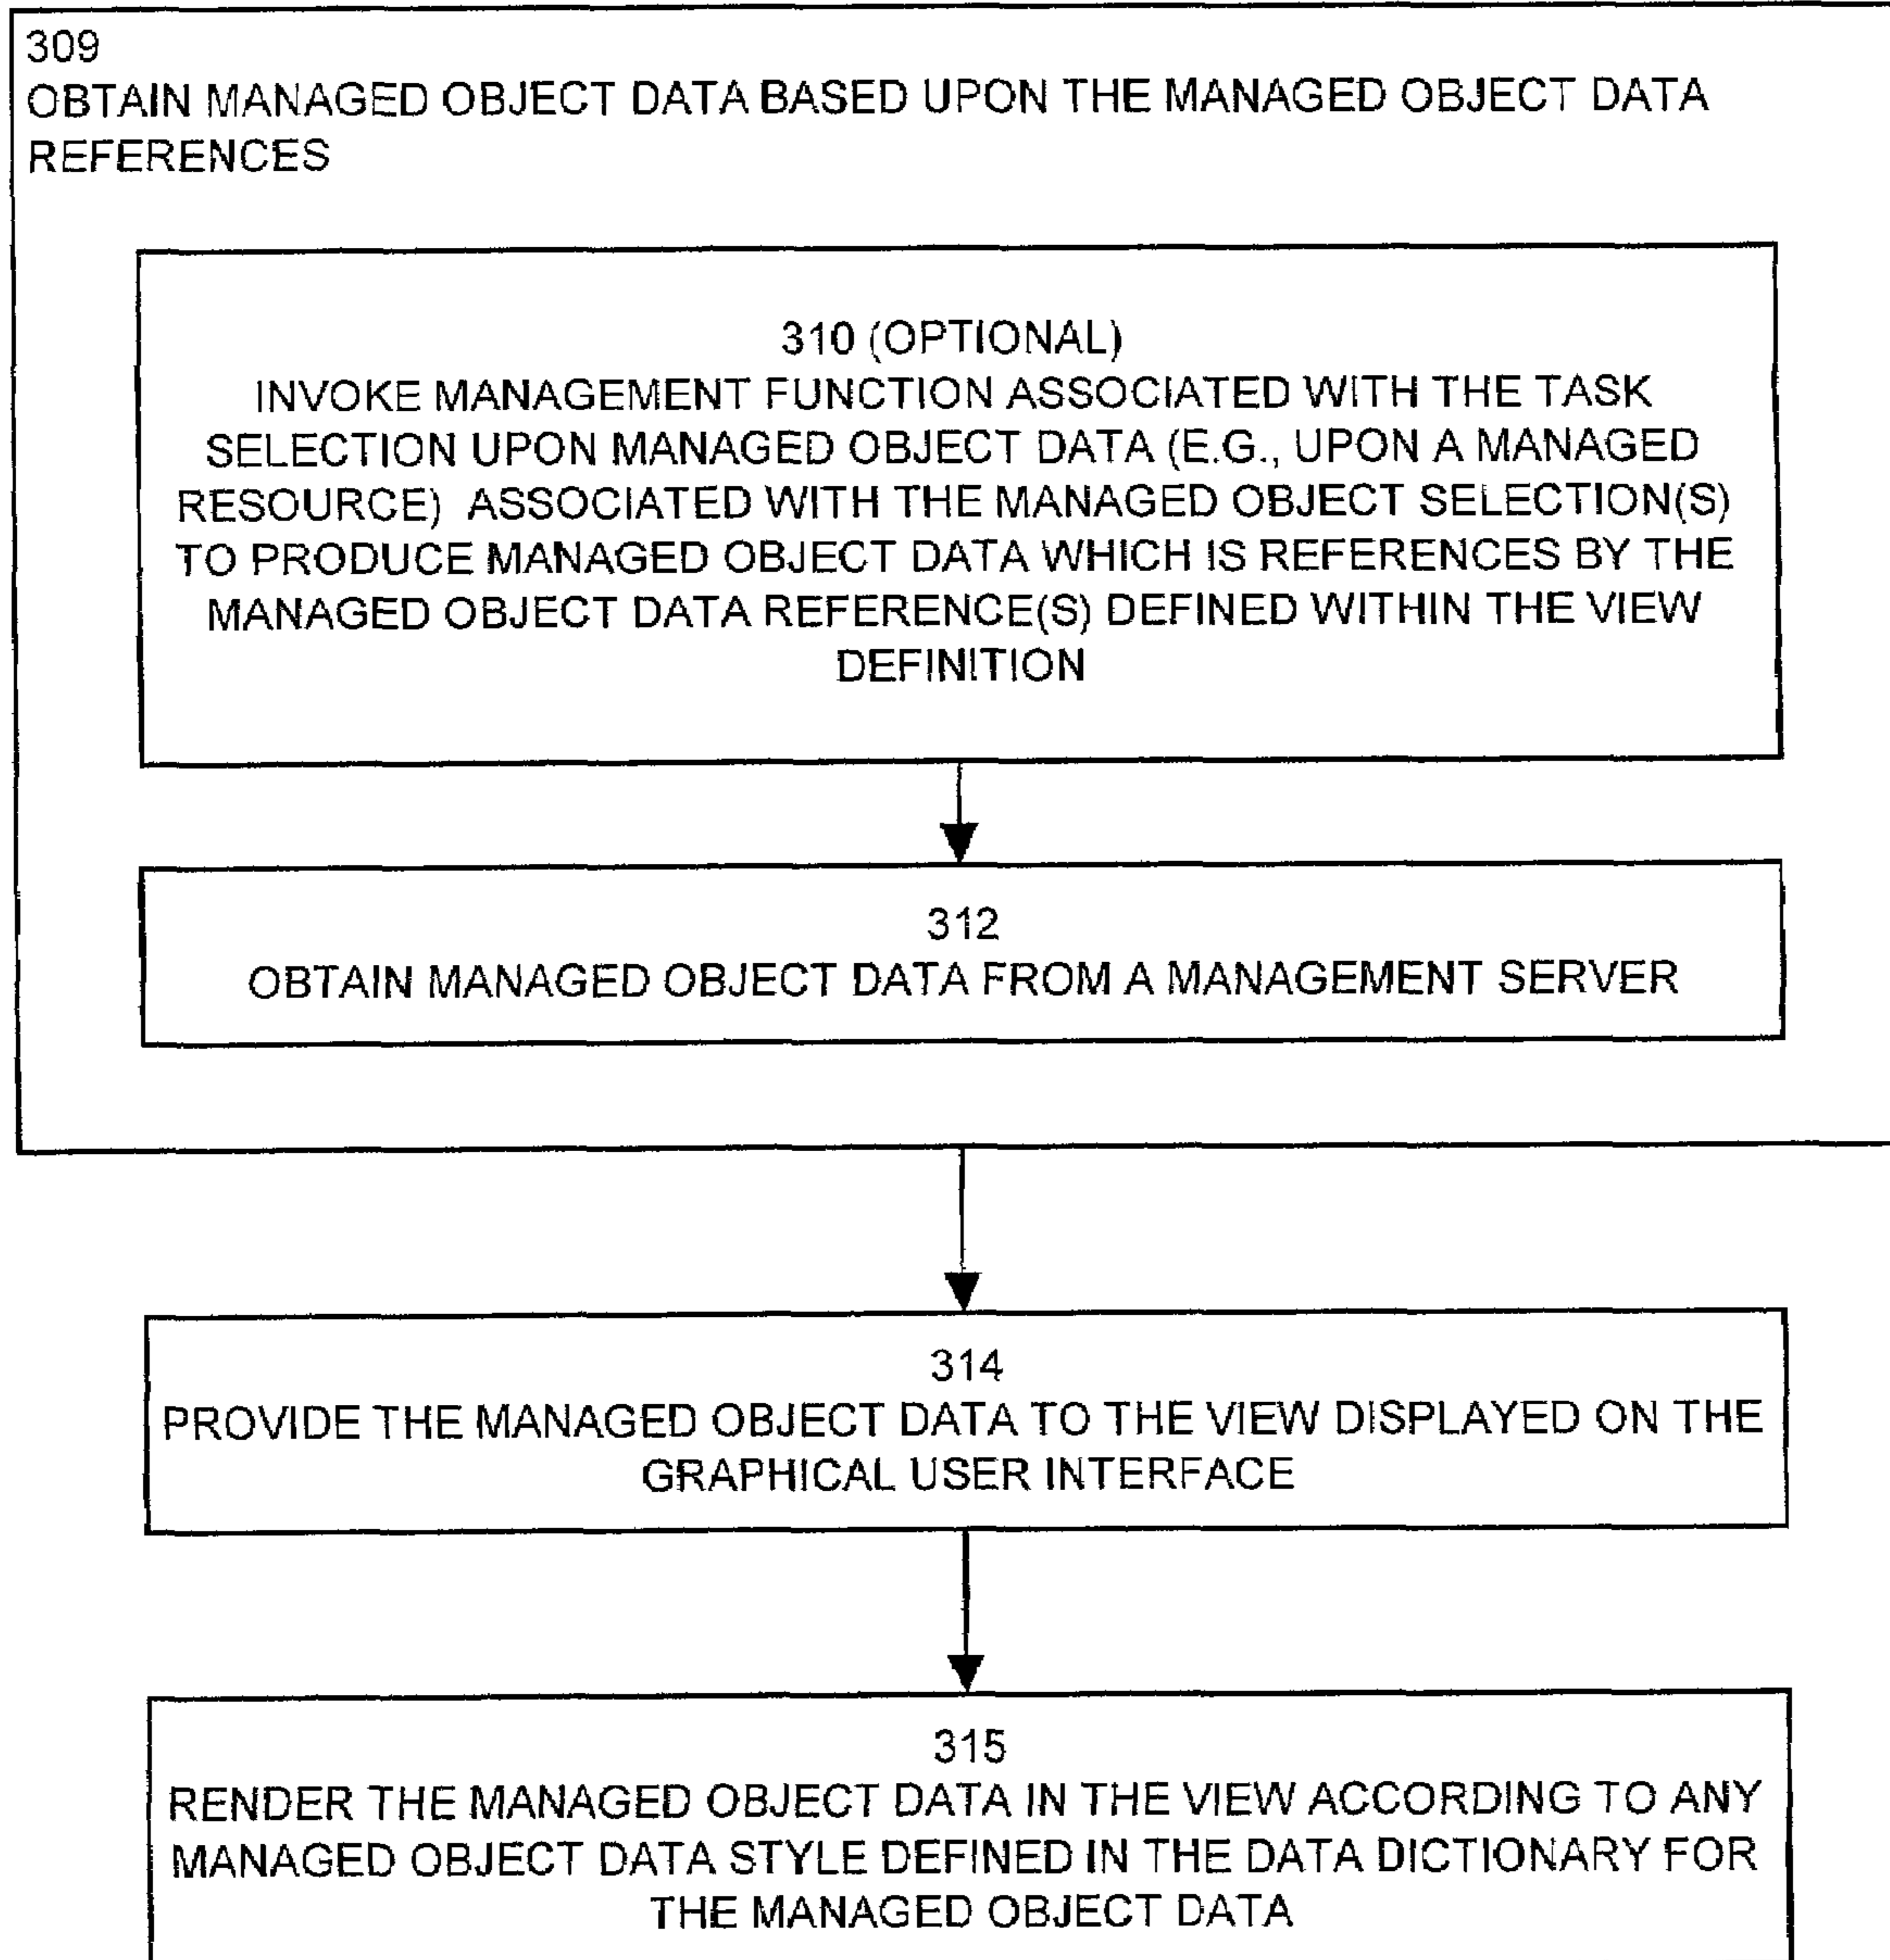 309
OBTAIN MANAGED OBJECT DATA BASED UPON THE MANAGED OBJECT DATA
REFERENCES
310 (OPTIONAL)
INVOKE MANAGEMENT FUNCTION ASSOCIATED WITH THE TASK
SELECTION UPON MANAGED OBJECT DATA (E.G., UPON A MANAGED
RESOURCE) ASSOCIATED WITH THE MANAGED OBJECT SELECTION(S)
TO PRODUCE MANAGED OBJECT DATA WHICH IS REFERENCES BY THE
MANAGED OBJECT DATA REFERENCE(S) DEFINED WITHIN THE VIEW
DEFINITION
312
OBTAIN MANAGED OBJECT DATA FROM A MANAGEMENT SERVER
314
PROVIDE THE MANAGED OBJECT DATA TO THE VIEW DISPLAYED ON THE
GRAPHICAL USER INTERFACE
315
RENDER THE MANAGED OBJECT DATA IN THE VIEW ACCORDING TO ANY
MANAGED OBJECT DATA STYLE DEFINED IN THE DATA DICTIONARY FOR
THE MANAGED OBJECT DATA